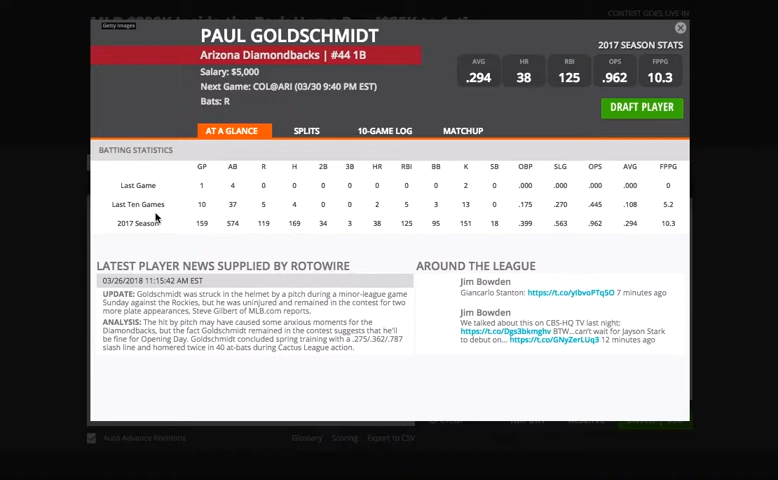 CONTEST GOES LIVE IN
Getty Images
PAUL GOLDSCHMIDT
Arizona Diamondbacks | #44 1B
Salary: $5,000
Next Game: COL@ARI (03/30 9:40 PM EST)
Bats: R
2017 SEASON STATS
AVG HR RBI OPS FPPG
.294 38 125 .962 10.3
DRAFT PLAYER
AT A GLANCE SPLITS 10-GAME LOG MATCHUP
BATTING STATISTICS
GP AB R H 2B 3B HR RBI BB K SB OBP SLG OPS AVG FPPG
Last Game 1 4 0 0 0 0 0 0 0 2 0 .000 .000 .000 .000 0
Last Ten Games 10 37 5 4 0 0 2 5 3 13 0 .175 .270 .445 .108 5.2
2017 Season 159 574 119 169 34 3 38 125 95 151 18 .399 .563 .962 .294 10.3
LATEST PLAYER NEWS SUPPLIED BY ROTOWIRE
03/26/2018 11:15:42 AM EST
UPDATE: Goldschmidt was struck in the helmet by a pitch during a minor-league game
Sunday against the Rockies, but he was uninjured and remained in the contest for two
more plate appearances, Steve Gilbert of MLB.com reports.
ANALYSIS: The hit by pitch may have caused some anxious moments for the
Diamondbacks, but the fact Goldschmidt remained in the contest suggests that he'll
be fine for Opening Day. Goldschmidt concluded spring training with a .275/.362/.787
slash line and homered twice in 40 at-bats during Cactus League action.
AROUND THE LEAGUE
Jim Bowden
Giancarlo Stanton: https://t.co/yIbvoPTq5O 7 minutes ago
Jim Bowden
We talked about this on CBS-HQ TV last night:
https://t.co/Dgs3bkmghv BTW...can't wait for Jayson Stark
to debut on... https://t.co/GNyZerLUq3 12 minutes ago
Auto Advance Positions Glossary Scoring Export to CSV